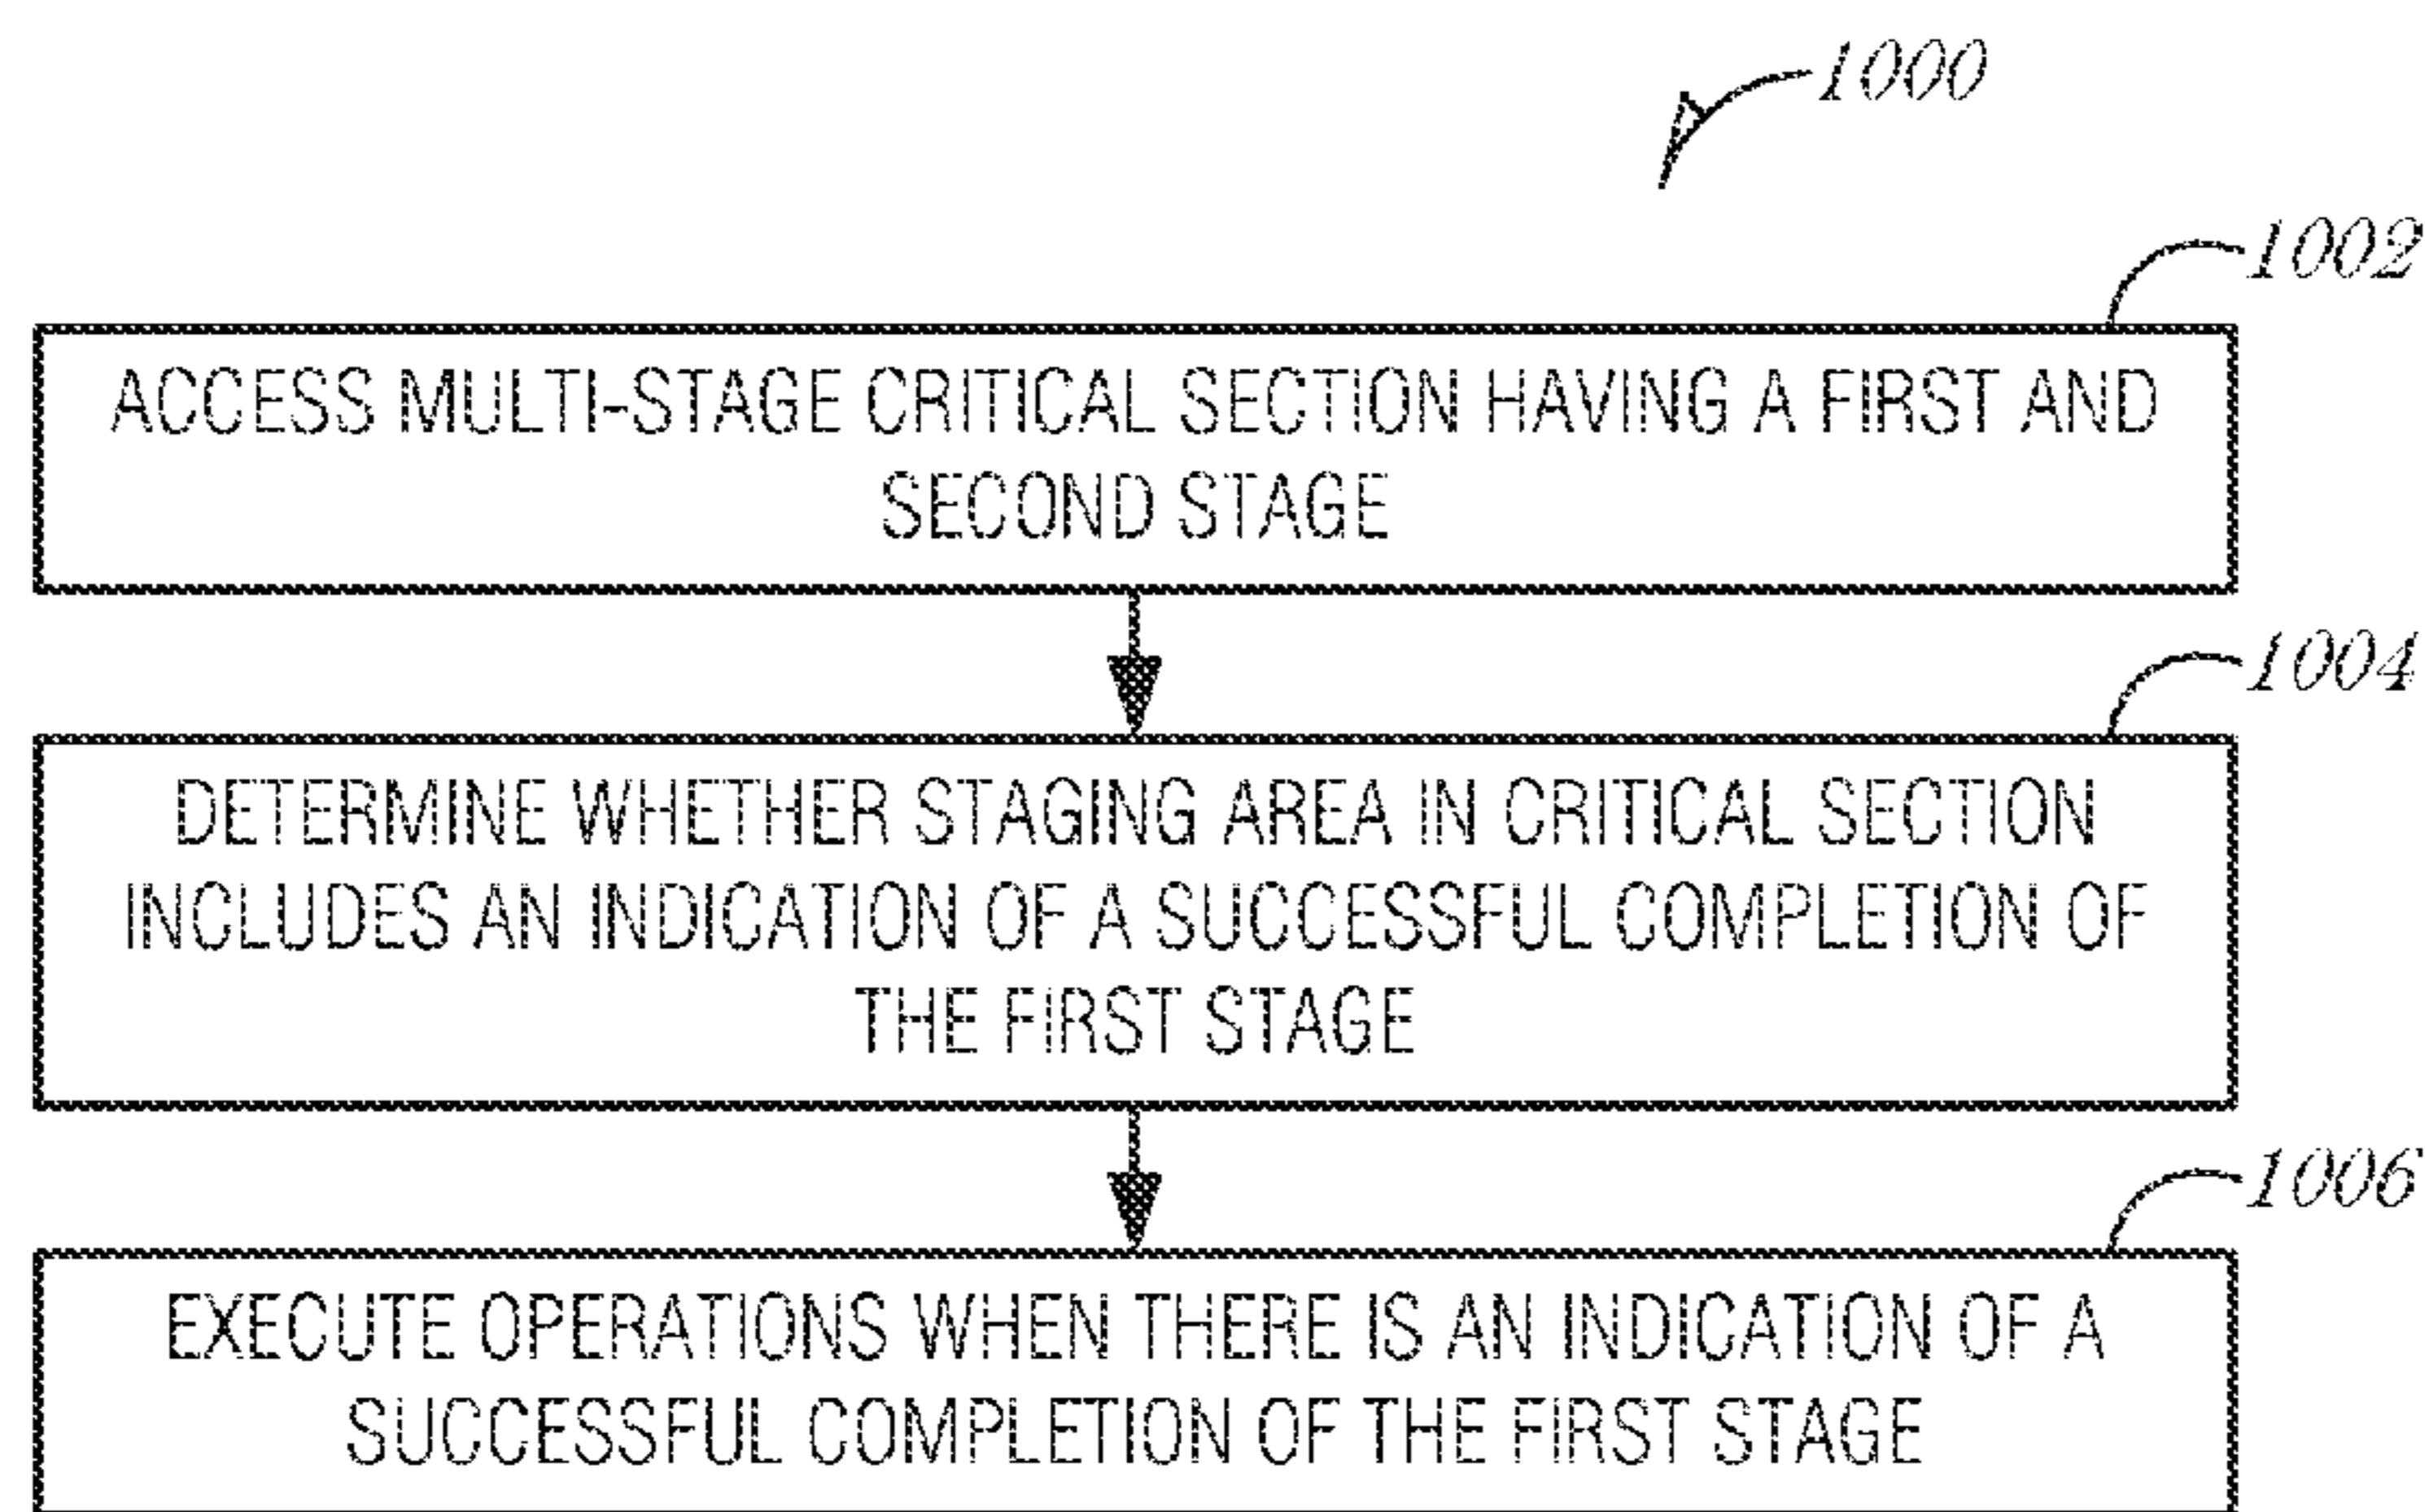 1000
1002
ACCESS MULTI-STAGE CRITICAL SECTION HAVING A FIRST AND
SECOND STAGE
1004
DETERMINE WHETHER STAGING AREA IN CRITICAL SECTION
INCLUDES AN INDICATION OF A SUCCESSFUL COMPLETION OF
THE FIRST STAGE
1006
EXECUTE OPERATIONS WHEN THERE IS AN INDICATION OF A
SUCCESSFUL COMPLETION OF THE FIRST STAGE